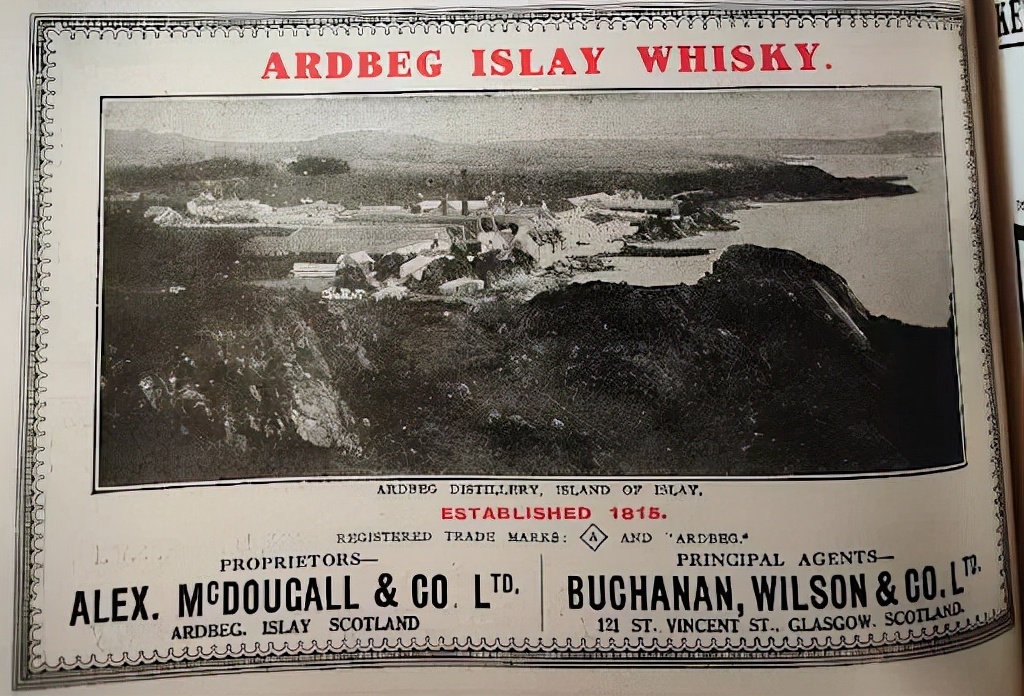 ARDBEG ISLAY WHISKY.
ARDBEG DISTILLERY, ISLAND OF ISLAY.
ESTABLISHED 1815.
REGISTERED TRADE MARKS: A AND "ARDBEG."
PROPRIETORS—
ALEX. McDOUGALL & CO. LTD.
ARDBEG. ISLAY SCOTLAND
PRINCIPAL AGENTS—
BUCHANAN, WILSON & CO. LTD.
121 ST. VINCENT ST., GLASGOW. SCOTLAND.